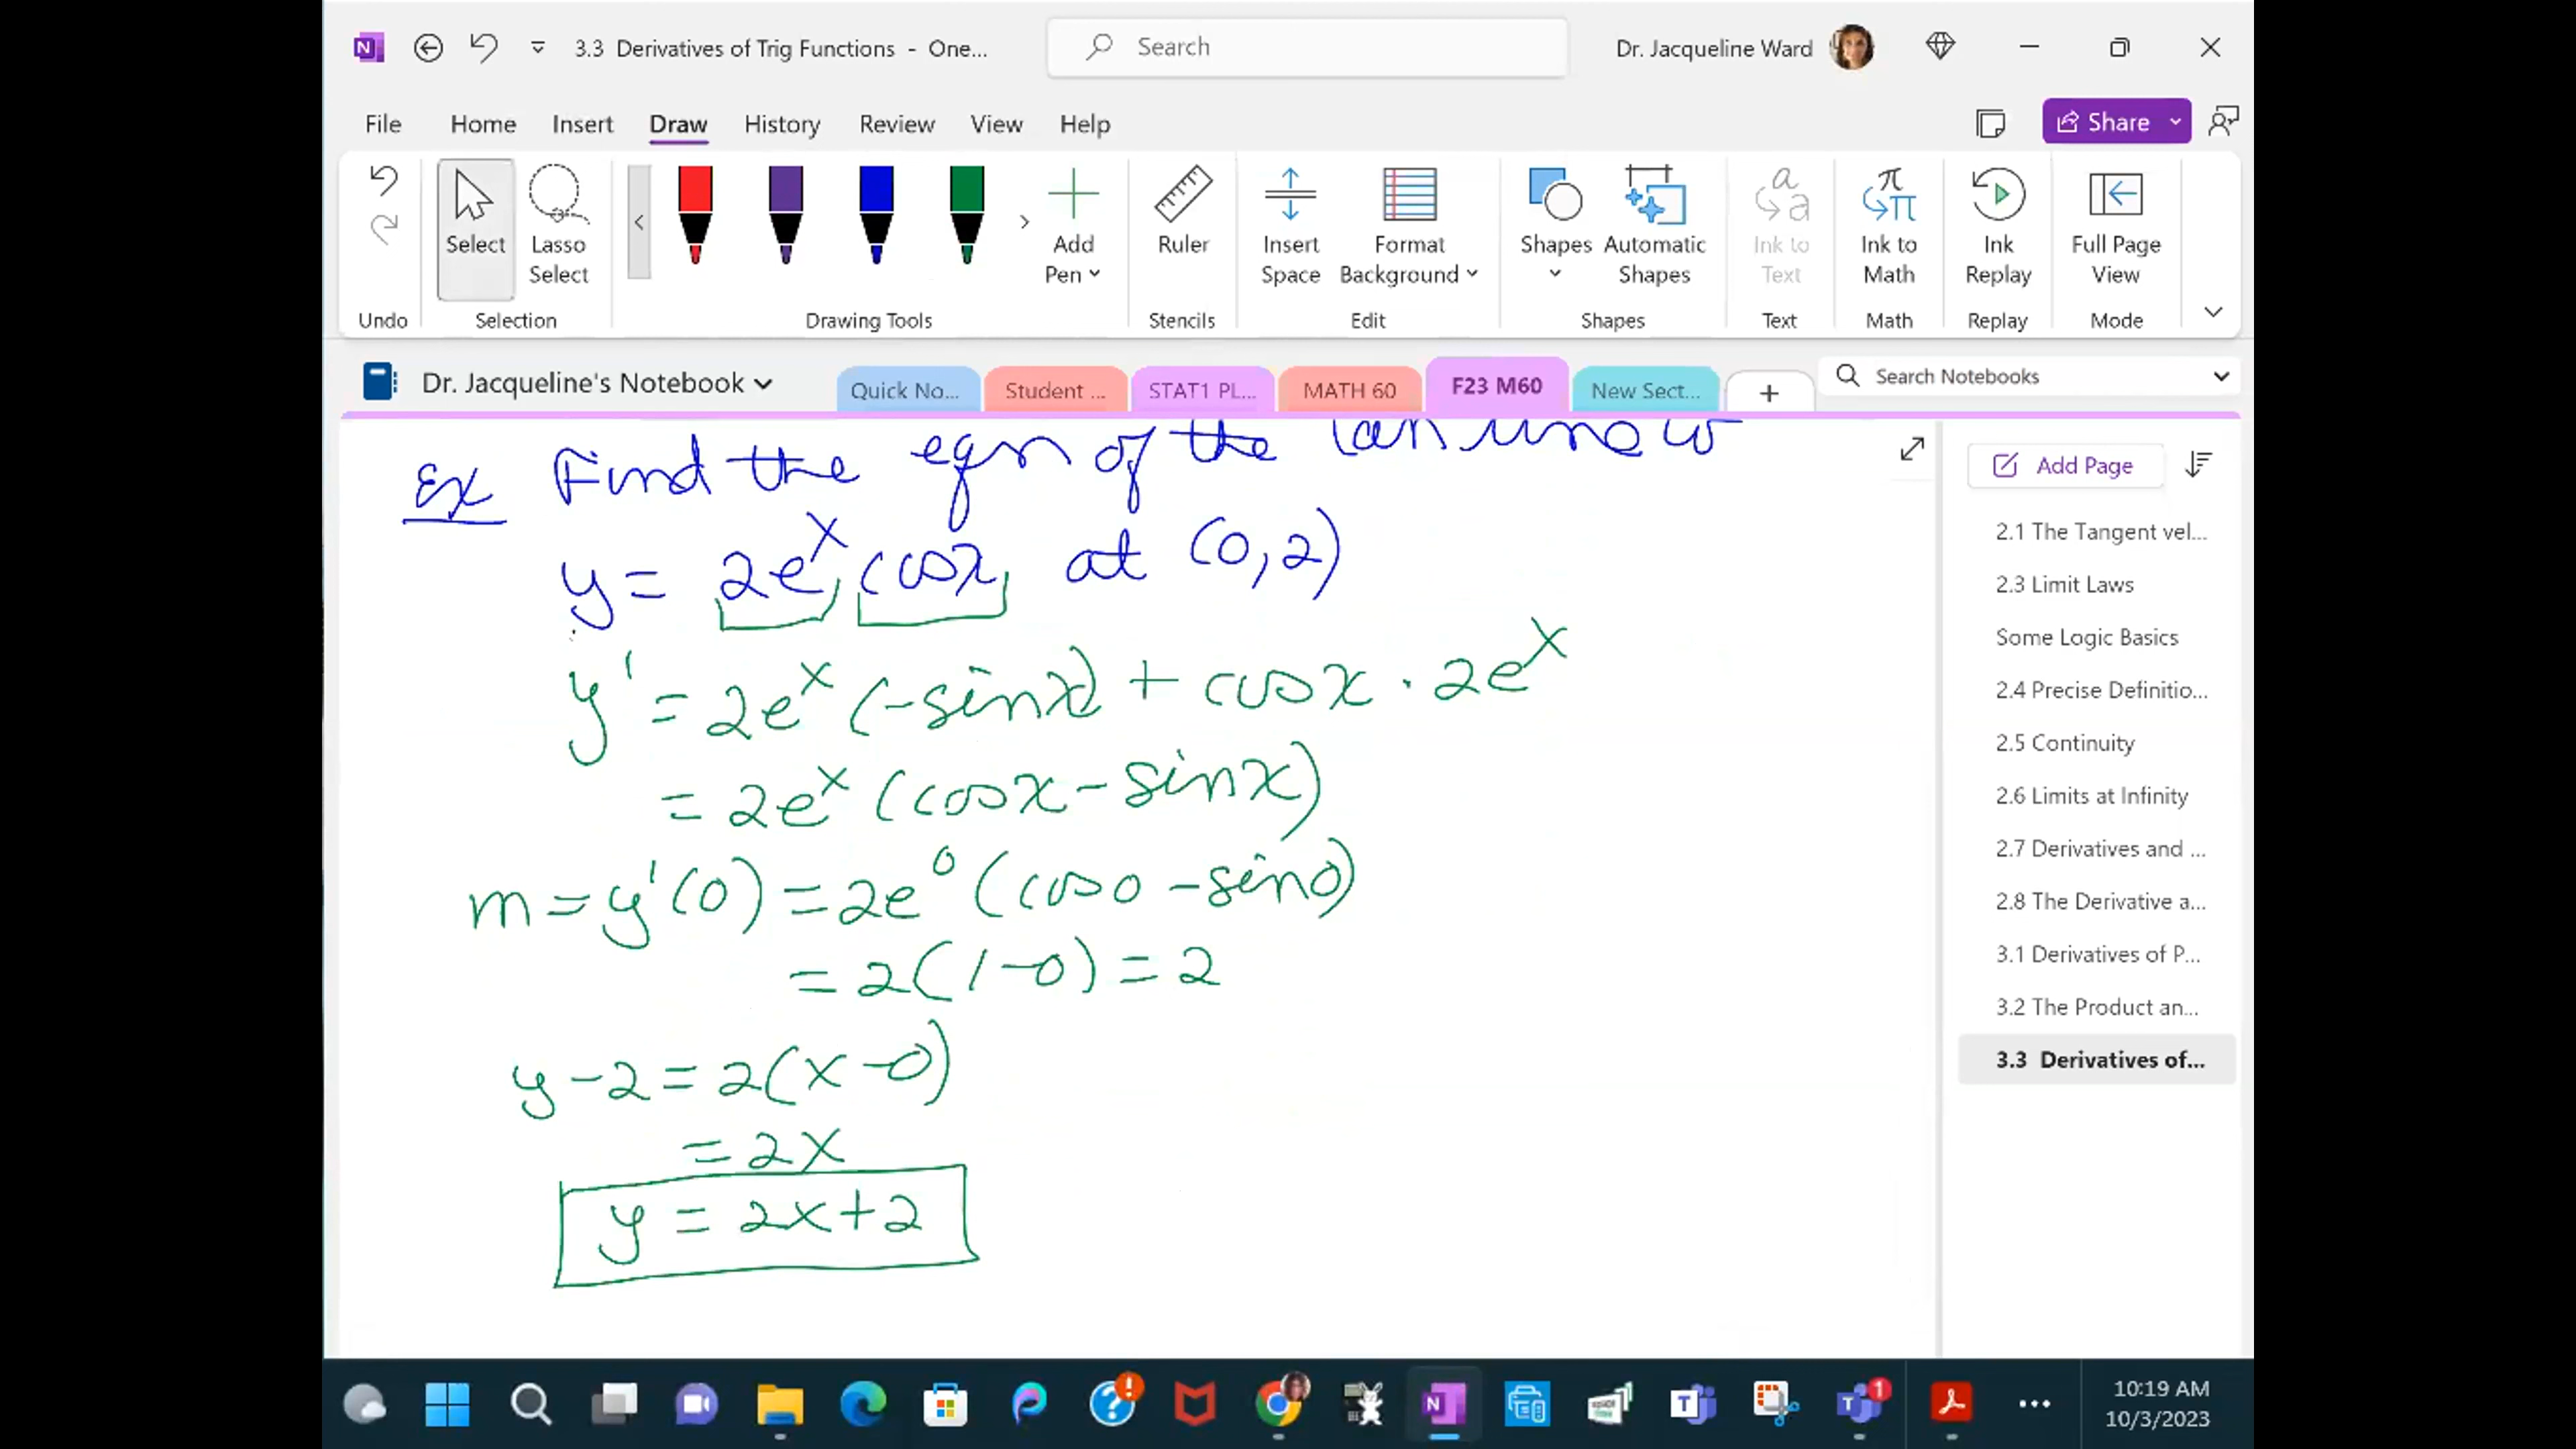 3.3 Derivatives of Trig Functions - One...
Search
Dr. Jacqueline Ward
File Home Insert Draw History Review View Help
Share
Select
Lasso Select
Add Pen
Ruler
Insert Space
Format Background
Shapes
Automatic Shapes
Ink to Text
Ink to Math
Ink Replay
Full Page View
Undo Selection Drawing Tools Stencils Edit Shapes Text Math Replay Mode
Dr. Jacqueline's Notebook
Quick No... Student ... STAT1 PL... MATH 60 F23 M60 New Sect... +
Search Notebooks
Ex Find the eqn of the tan line to
y = 2e^x cosx at (0,2)
y' = 2e^x (-sinx) + cosx · 2e^x
= 2e^x (cosx - sinx)
m = y'(0) = 2e^0 (cos0 - sin0)
= 2(1-0) = 2
y - 2 = 2(x - 0)
= 2x
y = 2x+2
Add Page
2.1 The Tangent vel...
2.3 Limit Laws
Some Logic Basics
2.4 Precise Definitio...
2.5 Continuity
2.6 Limits at Infinity
2.7 Derivatives and ...
2.8 The Derivative a...
3.1 Derivatives of P...
3.2 The Product an...
3.3 Derivatives of...
10:19 AM
10/3/2023